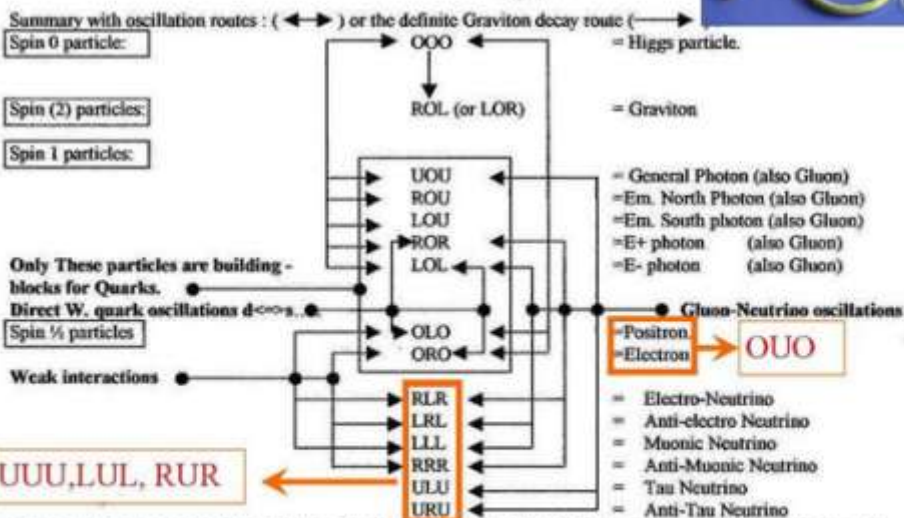 Summary with oscillation routes : ( ◄─► ) or the definite Graviton decay route (──►
Spin 0 particle: OOO = Higgs particle.
Spin (2) particles: ROL (or LOR) = Graviton
Spin 1 particles:
UOU = General Photon (also Gluon)
ROU =Em. North Photon (also Gluon)
LOU =Em. South photon (also Gluon)
ROR =E+ photon (also Gluon)
Only These particles are building - LOL =E- photon (also Gluon)
blocks for Quarks.
Direct W. quark oscillations d<=>s. Gluon-Neutrino oscillations
Spin ½ particles OLO =Positron.
ORO =Electron OUO
Weak interactions
RLR = Electro-Neutrino
LRL = Anti-electro Neutrino
LLL = Muonic Neutrino
RRR = Anti-Muonic Neutrino
UUU,LUL, RUR
ULU = Tau Neutrino
URU = Anti-Tau Neutrino